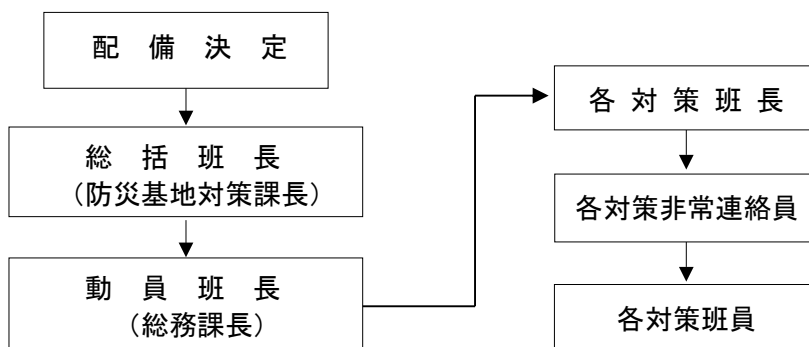 配　備　決　定
総　括　班　長
（防災基地対策課長）
動　員　班　長
（総務課長）
各　対　策　班　長
各対策非常連絡員
各対策班員